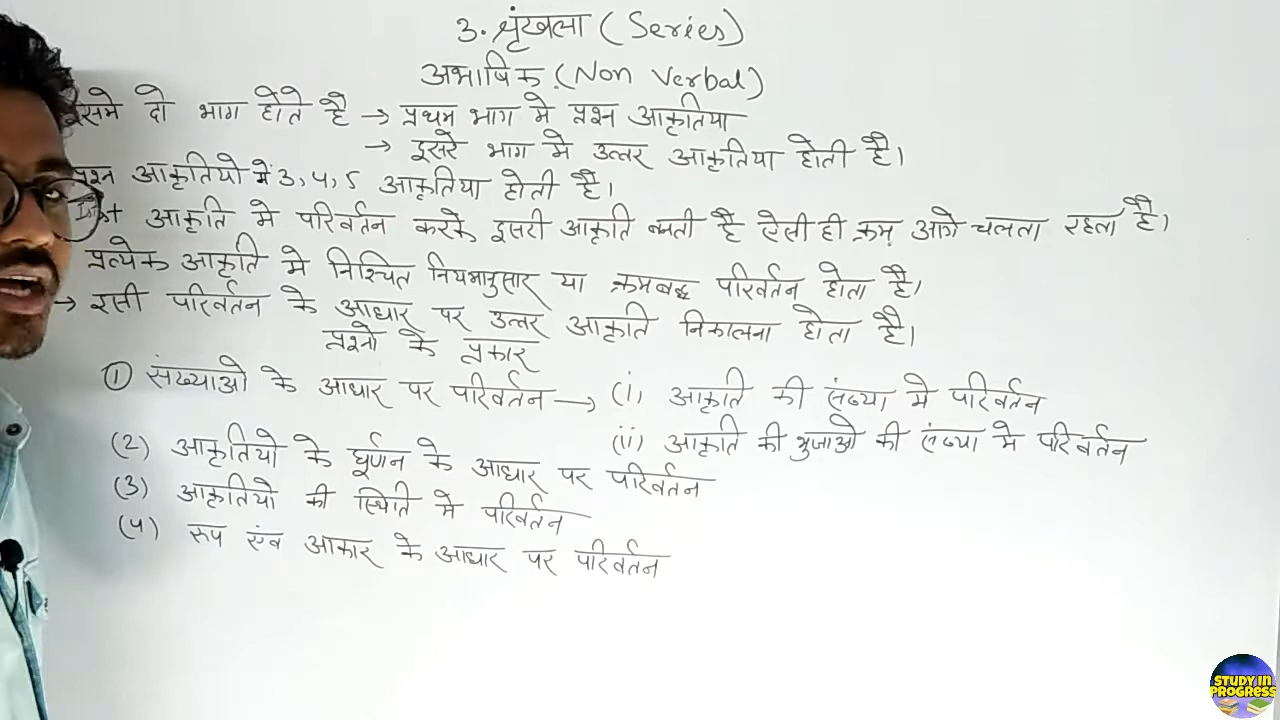 3. श्रृंखला (Series)
अभाषिक (Non Verbal)
इसमे दो भाग होते है → प्रथम भाग मे प्रश्न आकृतिया
→ दूसरे भाग मे उत्तर आकृतिया होती है।
प्रश्न आकृतियो में 3, 4, 5 आकृतिया होती है।
आकृति मे परिवर्तन करके दूसरी आकृति बनती है ऐसी ही क्रम आगे चलता रहता है।
प्रत्येक आकृति मे निश्चित नियमानुसार या क्रमबद्ध परिवर्तन होता है।
→ इसी परिवर्तन के आधार पर उत्तर आकृति निकालना होता है।
प्रश्नो के प्रकार
① संख्याओ के आधार पर परिवर्तन → (i) आकृति की संख्या मे परिवर्तन
(ii) आकृति की भुजाओ की संख्या मे परिवर्तन
(2) आकृतियो के घूर्णन के आधार पर परिवर्तन
(3) आकृतियो की स्थिति मे परिवर्तन
(4) रूप एंव आकार के आधार पर परिवर्तन
STUDY IN
PROGRESS